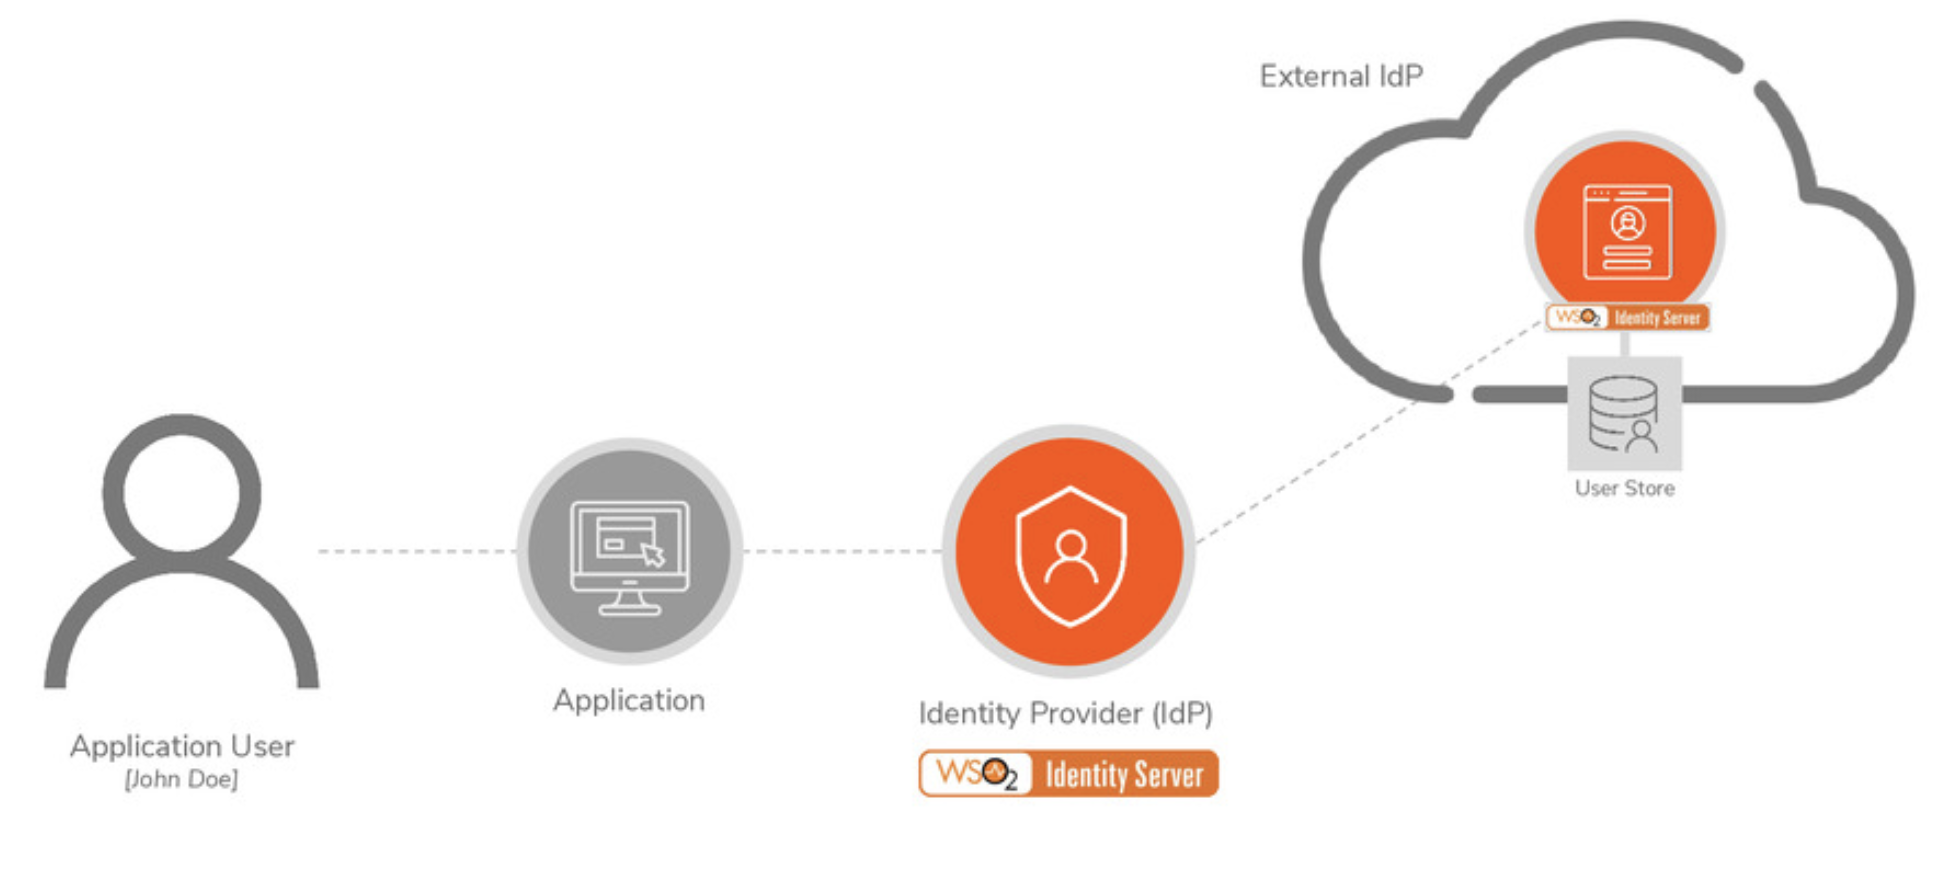 External IdP
WSO2 Identity Server
User Store
Application User
[John Doe]
Application
Identity Provider (IdP)
WSO2 Identity Server